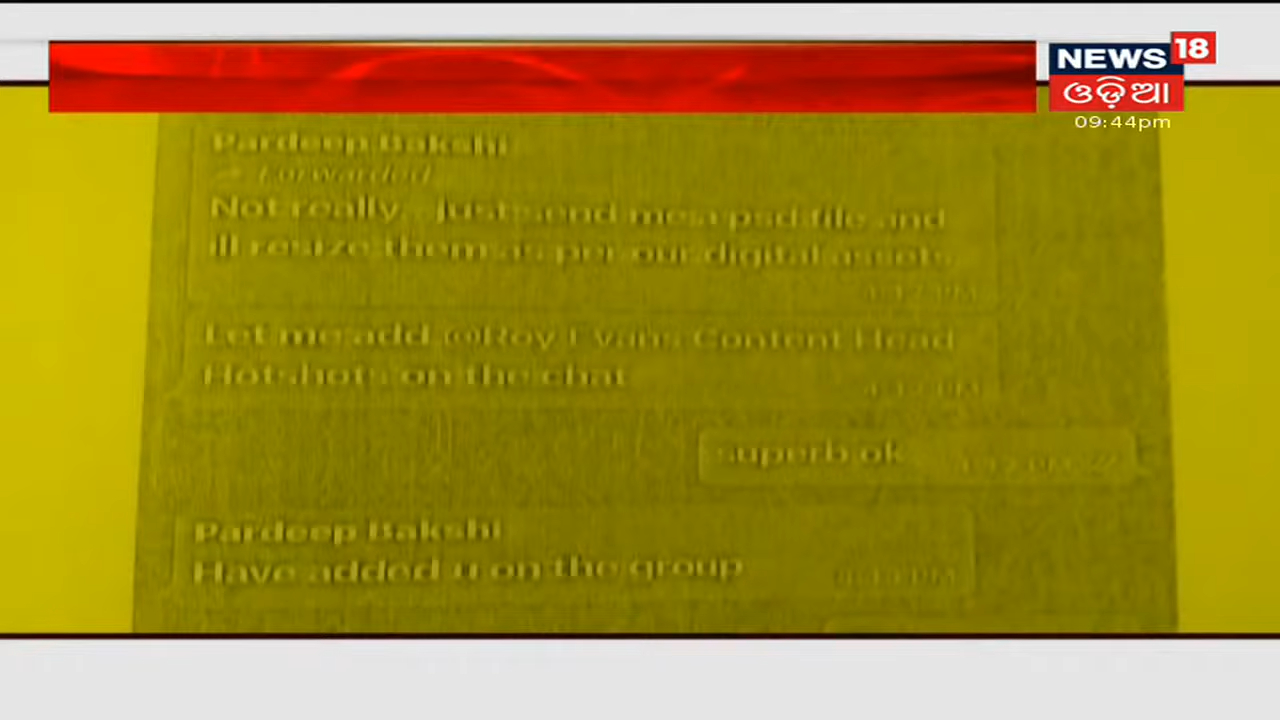 NEWS 18
ଓଡ଼ିଆ
09:44pm
Pardeep Bakshi
Forwarded
Not really just send me a psd file and
ill resize them as per our digital assets
Let me add @Roy Evans Content Head
Hotshots on the chat
superb ok
Pardeep Bakshi
Have added u on the group